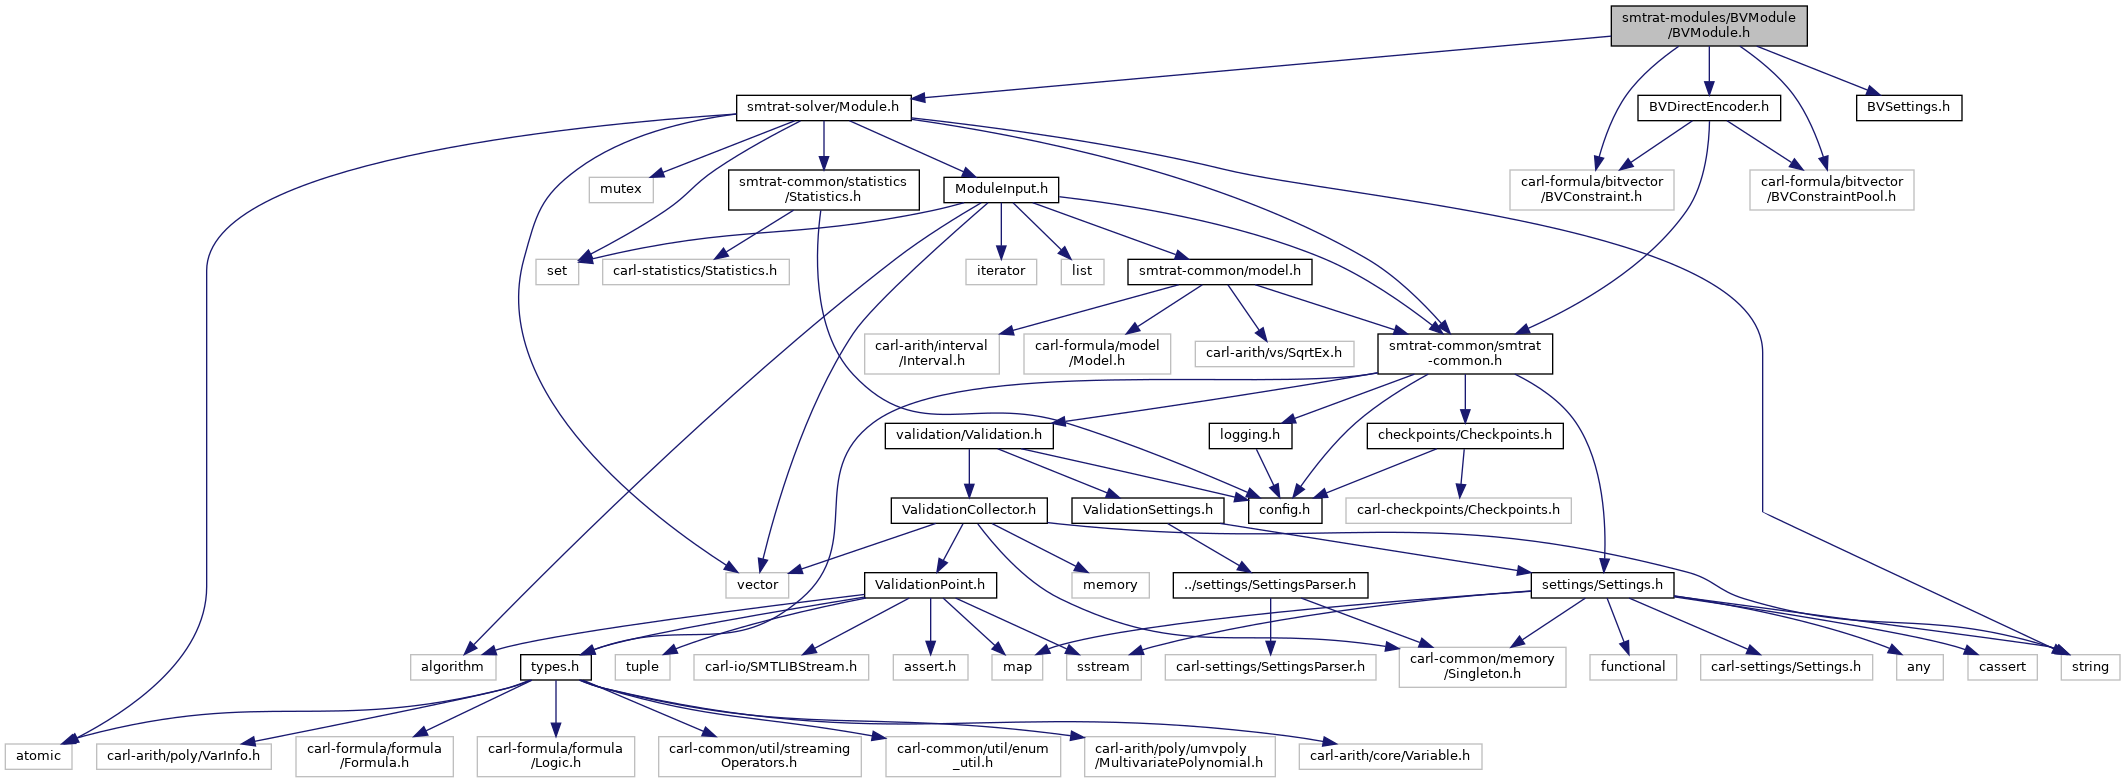 smtrat-modules/BVModule
/BVModule.h
smtrat-solver/Module.h
BVDirectEncoder.h
BVSettings.h
mutex
smtrat-common/statistics
/Statistics.h
ModuleInput.h
carl-formula/bitvector
/BVConstraint.h
carl-formula/bitvector
/BVConstraintPool.h
set
carl-statistics/Statistics.h
iterator
list
smtrat-common/model.h
carl-arith/interval
/Interval.h
carl-formula/model
/Model.h
carl-arith/vs/SqrtEx.h
smtrat-common/smtrat
-common.h
validation/Validation.h
logging.h
checkpoints/Checkpoints.h
ValidationCollector.h
ValidationSettings.h
config.h
carl-checkpoints/Checkpoints.h
vector
ValidationPoint.h
memory
../settings/SettingsParser.h
settings/Settings.h
algorithm
types.h
tuple
carl-io/SMTLIBStream.h
assert.h
map
sstream
carl-settings/SettingsParser.h
carl-common/memory
/Singleton.h
functional
carl-settings/Settings.h
any
cassert
string
atomic
carl-arith/poly/VarInfo.h
carl-formula/formula
/Formula.h
carl-formula/formula
/Logic.h
carl-common/util/streaming
Operators.h
carl-common/util/enum
_util.h
carl-arith/poly/umvpoly
/MultivariatePolynomial.h
carl-arith/core/Variable.h